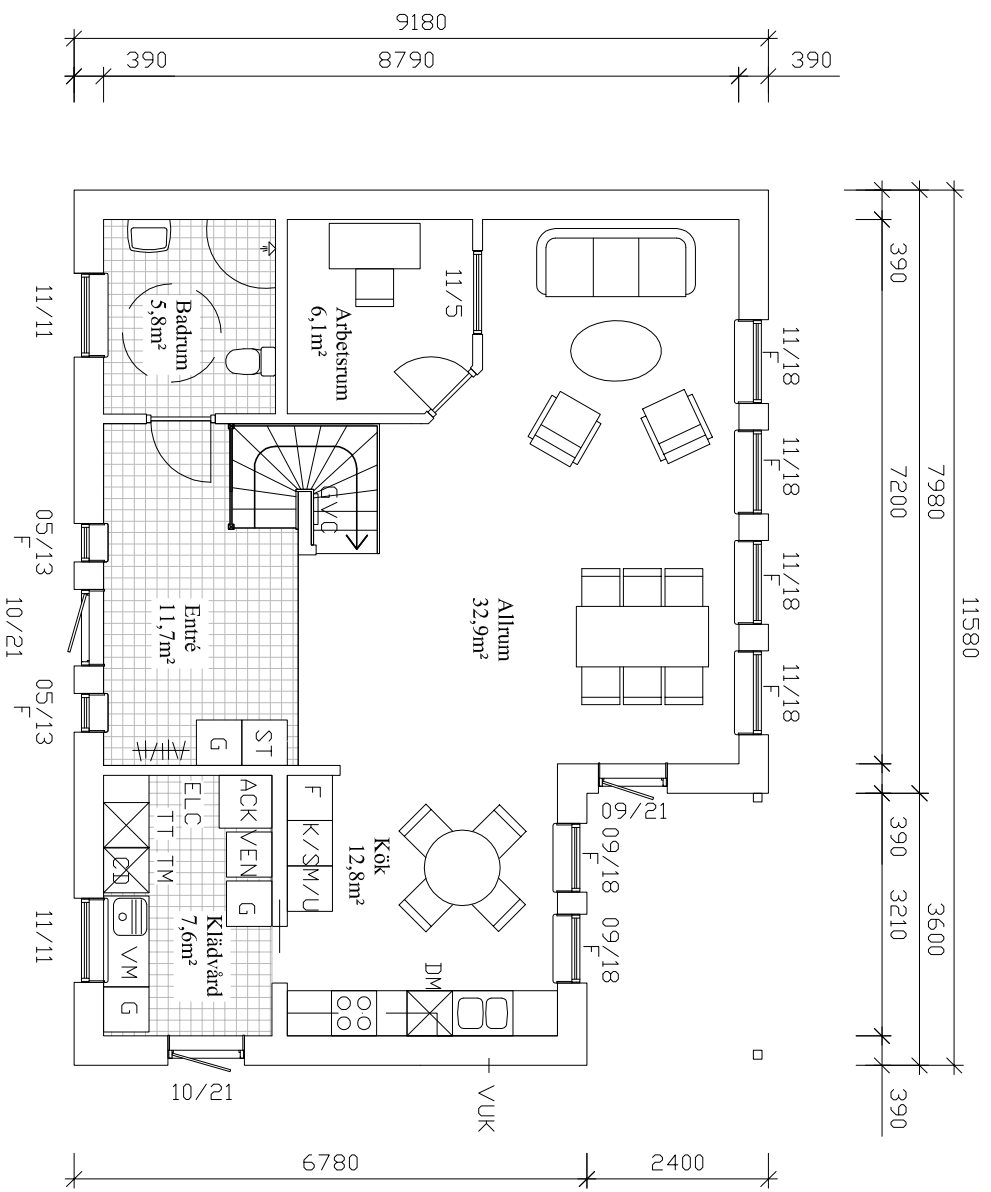 9180
390
8790
390
11/18
F
11/18
F
11/18
F
11/18
F
390
7200
7980
11580
390
3210
3600
390
11/5
Arbetsrum
6,1m²
Badrum
5,8m²
11/11
GVC
Allrum
32,9m²
05/13
F
10/21
05/13
F
Entré
11,7m²
ST
G
09/21
09/18
F
09/18
F
Kök
12,8m²
F
K/S
M/U
DM
ACK
VEN
G
ELC
TT
TM
CD
VM
G
Klädvård
7,6m²
11/11
10/21
VUK
6780
2400